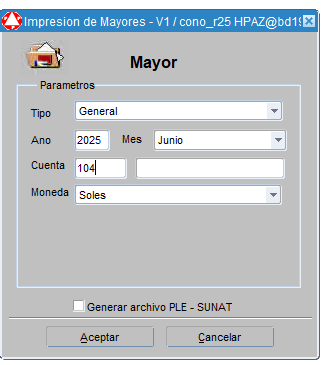 Impresion de Mayores - V1 / cono_r25 HPAZ@bd19
Mayor
Parametros
Tipo General
Ano 2025 Mes Junio
Cuenta 104
Moneda Soles
Generar archivo PLE - SUNAT
Aceptar Cancelar